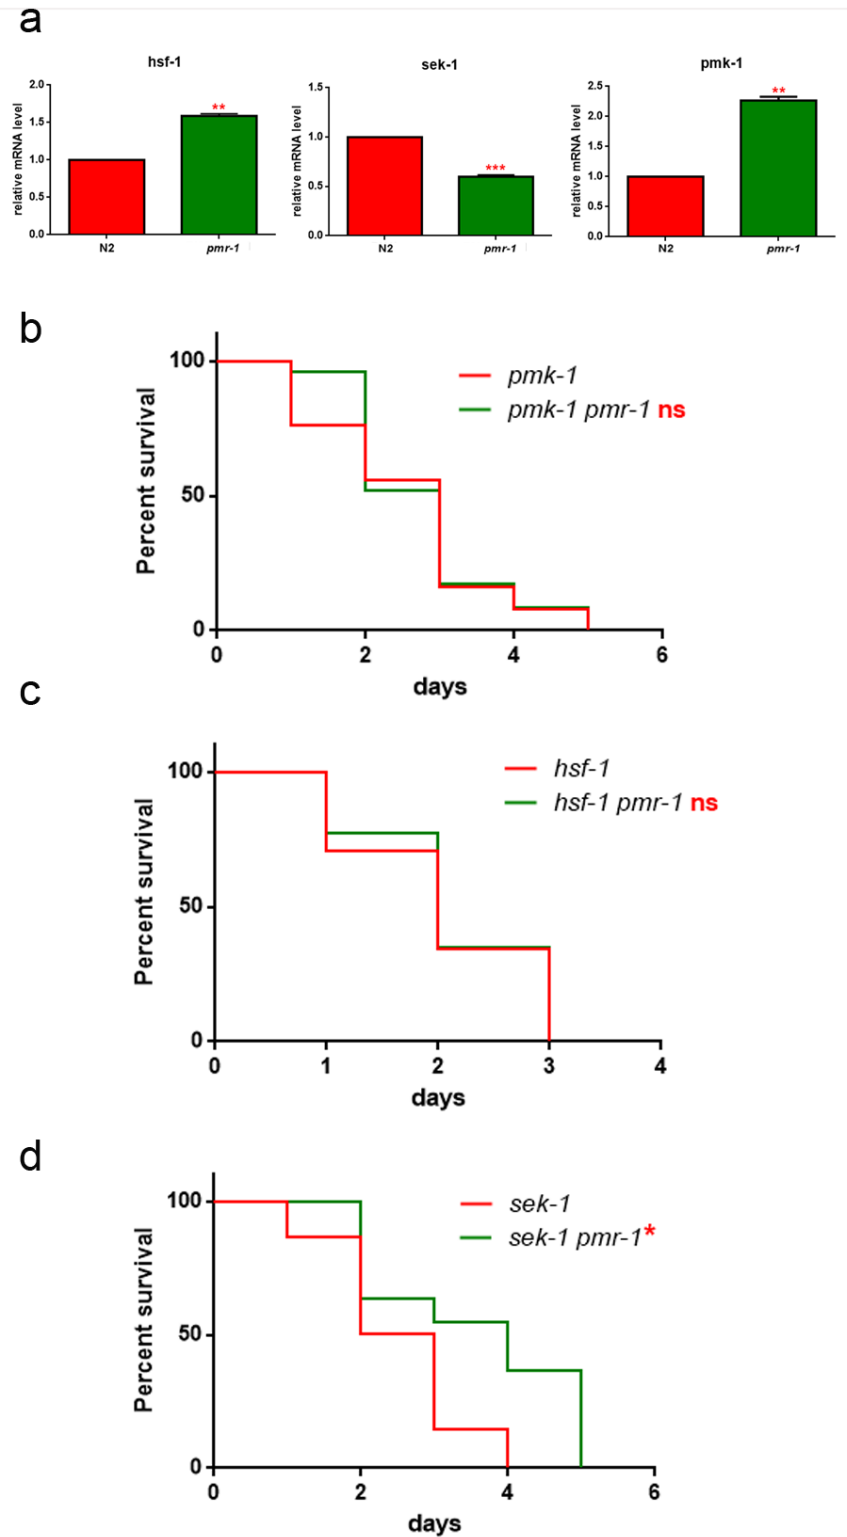 a
hsf-1
sek-1
pmk-1
relative mRNA level
2.0
1.5
1.0
0.5
0.0
**
N2
pmr-1
relative mRNA level
1.5
1.0
0.5
0.0
***
N2
pmr-1
relative mRNA level
2.5
2.0
1.5
1.0
0.5
0.0
**
N2
pmr-1
b
Percent survival
100
50
0
pmk-1
pmk-1 pmr-1 ns
0 2 4 6
days
c
Percent survival
100
50
0
hsf-1
hsf-1 pmr-1 ns
0 1 2 3 4
days
d
Percent survival
100
50
0
sek-1
sek-1 pmr-1*
0 2 4 6
days